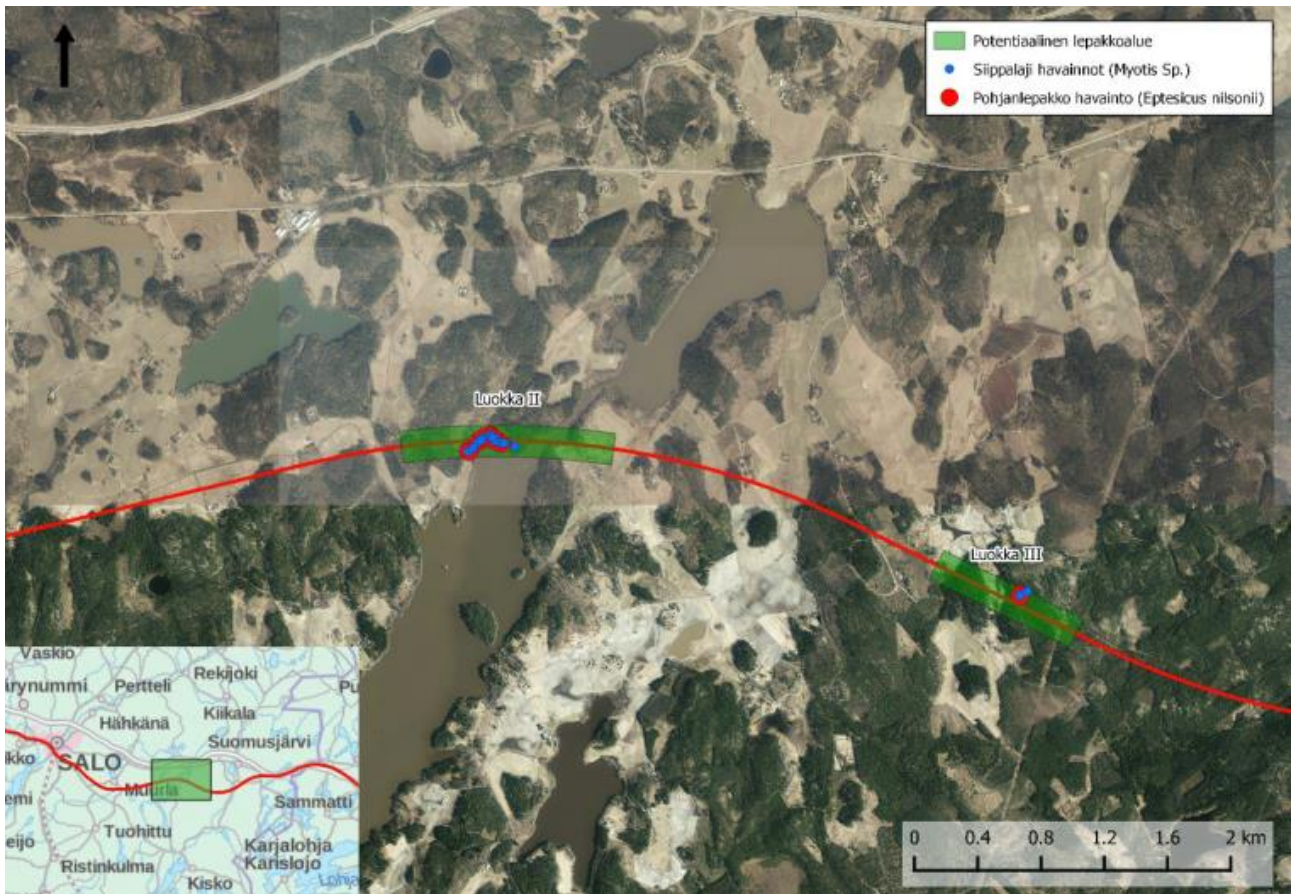 Potentiaalinen lepakkoalue
Siippalaji havainnot (Myotis Sp.)
Pohjanlepakko havainto (Eptesicus nilsonii)
Luokka II
Luokka III
Vaskio
ärynummi
Pertteli
Rekijoki
Hähkänä
Kiikala
Suomusjärvi
SALO
Muurla
Sammatti
Tuohittu
Karjalohja
Karislojo
Ristinkulma
Kisko
0 0.4 0.8 1.2 1.6 2 km